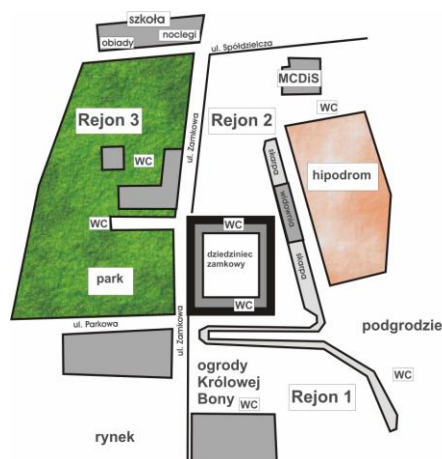 szkoła
obiady
noclegi
ul. Spółdzielcza
MCDiS
WC
Rejon 3
Rejon 2
ul. Zamkowa
WC
skarpa
hipodrom
widownia
WC
WC
dziedziniec
zamkowy
skarpa
park
WC
ul. Parkowa
ul. Zamkowa
podgrodzie
ogrody
Królowej
Bony
WC
WC
Rejon 1
rynek